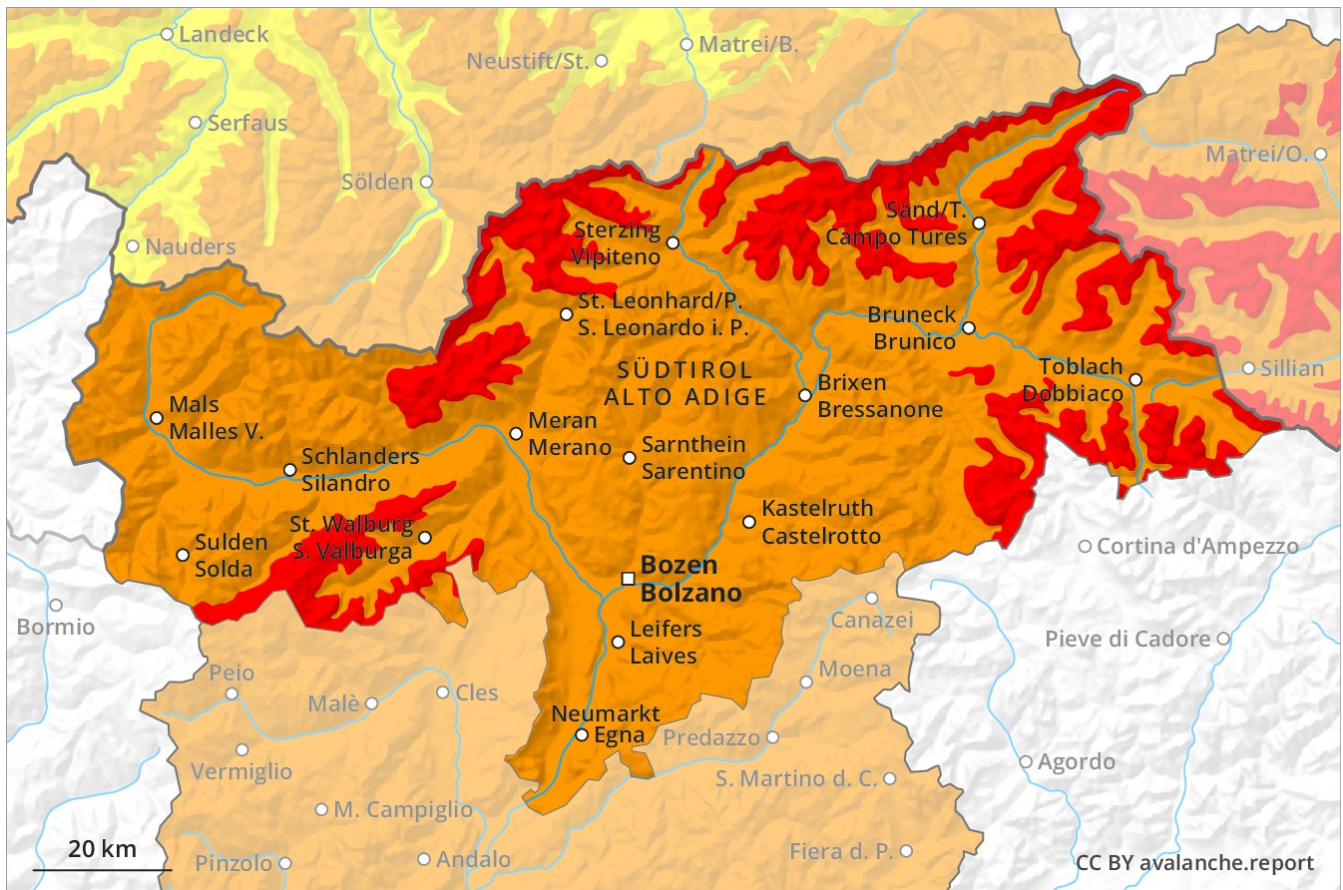 Landeck
Neustift/St.
Matrei/B.
Serfaus
Matrei/O.
Sölden
Sand/T.
Campo Tures
Sterzing
Vipiteno
Nauders
St. Leonhard/P.
S. Leonardo i. P.
Bruneck
Brunico
SÜDTIROL
ALTO ADIGE
Toblach
Dobbiaco
Sillian
Brixen
Bressanone
Mals
Malles V.
Meran
Merano
Sarnthein
Sarentino
Schlanders
Silandro
Kastelruth
Castelrotto
St. Walburg
S. Valburga
Sulden
Solda
Cortina d'Ampezzo
Bozen
Bolzano
Bormio
Canazei
Leifers
Laives
Pieve di Cadore
Peio
Moena
Malè
Cles
Neumarkt
Egna
Predazzo
Vermiglio
Agordo
S. Martino d. C.
M. Campiglio
20 km
Pinzolo
Andalo
Fiera d. P.
CC BY avalanche.report